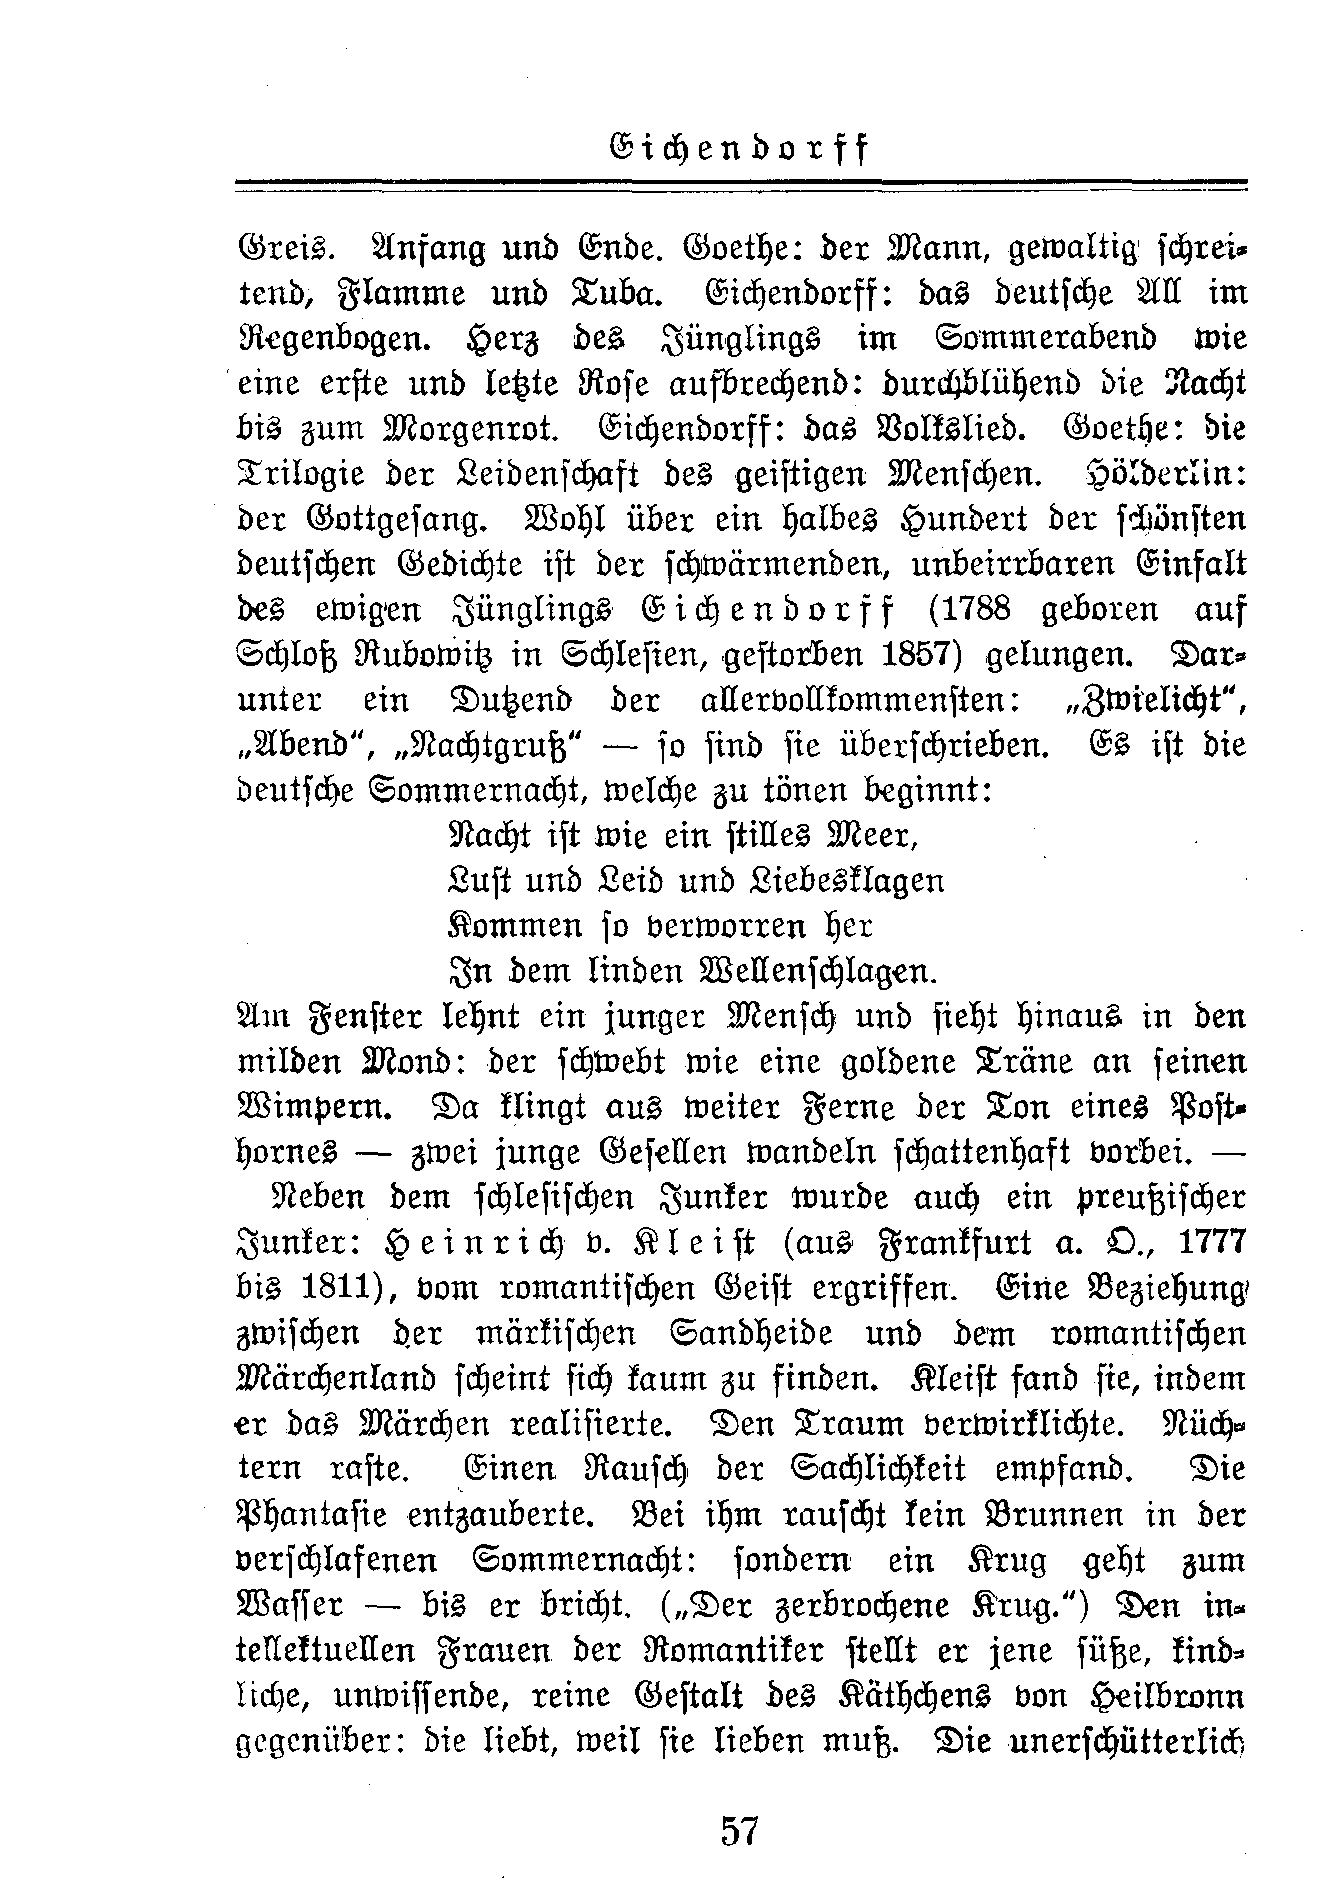 Eichendorff
Greis. Anfang und Ende. Goethe: der Mann, gewaltig schrei-
tend, Flamme und Tuba. Eichendorff: das deutsche All im
Regenbogen. Herz des Jünglings im Sommerabend wie
eine erste und letzte Rose aufbrechend: durchblühend die Nacht
bis zum Morgenrot. Eichendorff: das Volkslied. Goethe: die
Trilogie der Leidenschaft des geistigen Menschen. Hölderlin:
der Gottgesang. Wohl über ein halbes Hundert der schönsten
deutschen Gedichte ist der schwärmenden, unbeirrbaren Einfalt
des ewigen Jünglings Eichendorff (1788 geboren auf
Schloß Rubowitz in Schlesien, gestorben 1857) gelungen. Dar-
unter ein Dutzend der allervollkommensten: „Zwielicht“,
„Abend“, „Nachtgruß“ — so sind sie überschrieben. Es ist die
deutsche Sommernacht, welche zu tönen beginnt:
Nacht ist wie ein stilles Meer,
Lust und Leid und Liebesklagen
Kommen so verworren her
In dem linden Wellenschlagen.
Am Fenster lehnt ein junger Mensch und sieht hinaus in den
milden Mond: der schwebt wie eine goldene Träne an seinen
Wimpern. Da klingt aus weiter Ferne der Ton eines Post-
hornes — zwei junge Gesellen wandeln schattenhaft vorbei. —
Neben dem schlesischen Junker wurde auch ein preußischer
Junker: Heinrich v. Kleist (aus Frankfurt a. O., 1777
bis 1811), vom romantischen Geist ergriffen. Eine Beziehung
zwischen der märkischen Sandheide und dem romantischen
Märchenland scheint sich kaum zu finden. Kleist fand sie, indem
er das Märchen realisierte. Den Traum verwirklichte. Nüch-
tern raste. Einen Rausch der Sachlichkeit empfand. Die
Phantasie entzauberte. Bei ihm rauscht kein Brunnen in der
verschlafenen Sommernacht: sondern ein Krug geht zum
Wasser — bis er bricht. („Der zerbrochene Krug.“) Den in-
tellektuellen Frauen der Romantiker stellt er jene süße, kind-
liche, unwissende, reine Gestalt des Käthchens von Heilbronn
gegenüber: die liebt, weil sie lieben muß. Die unerschütterlich
57